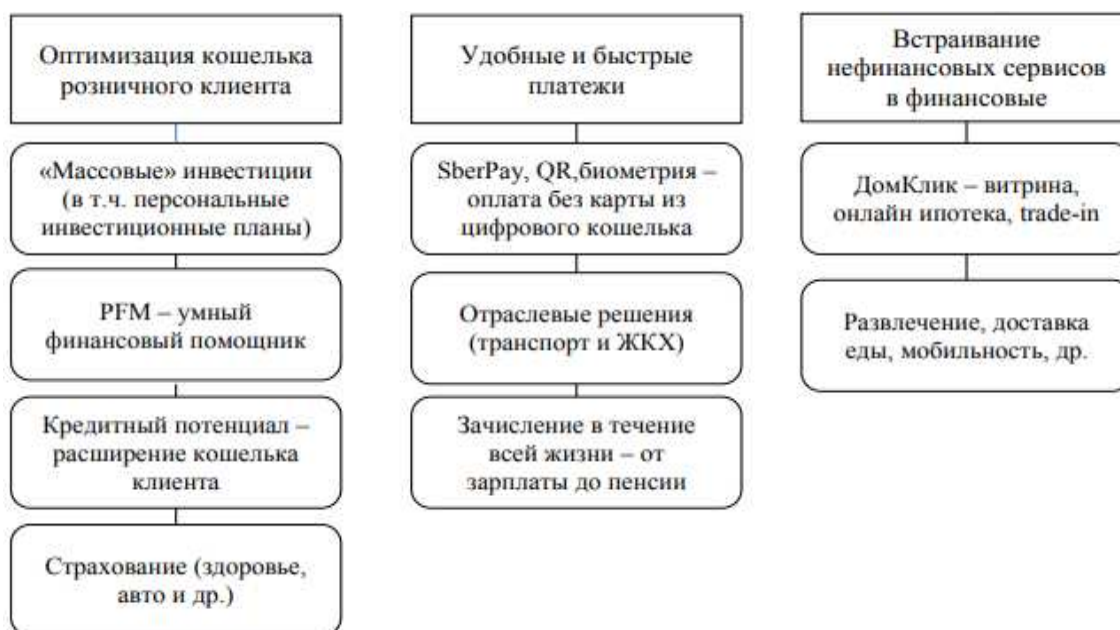 Оптимизация кошелька
розничного клиента
«Массовые» инвестиции
(в т.ч. персональные
инвестиционные планы)
PFM – умный
финансовый помощник
Кредитный потенциал –
расширение кошелька
клиента
Страхование (здоровье,
авто и др.)
Удобные и быстрые
платежи
SberPay, QR,биометрия –
оплата без карты из
цифрового кошелька
Отраслевые решения
(транспорт и ЖКХ)
Зачисление в течение
всей жизни – от
зарплаты до пенсии
Встраивание
нефинансовых сервисов
в финансовые
ДомКлик – витрина,
онлайн ипотека, trade-in
Развлечение, доставка
еды, мобильность, др.